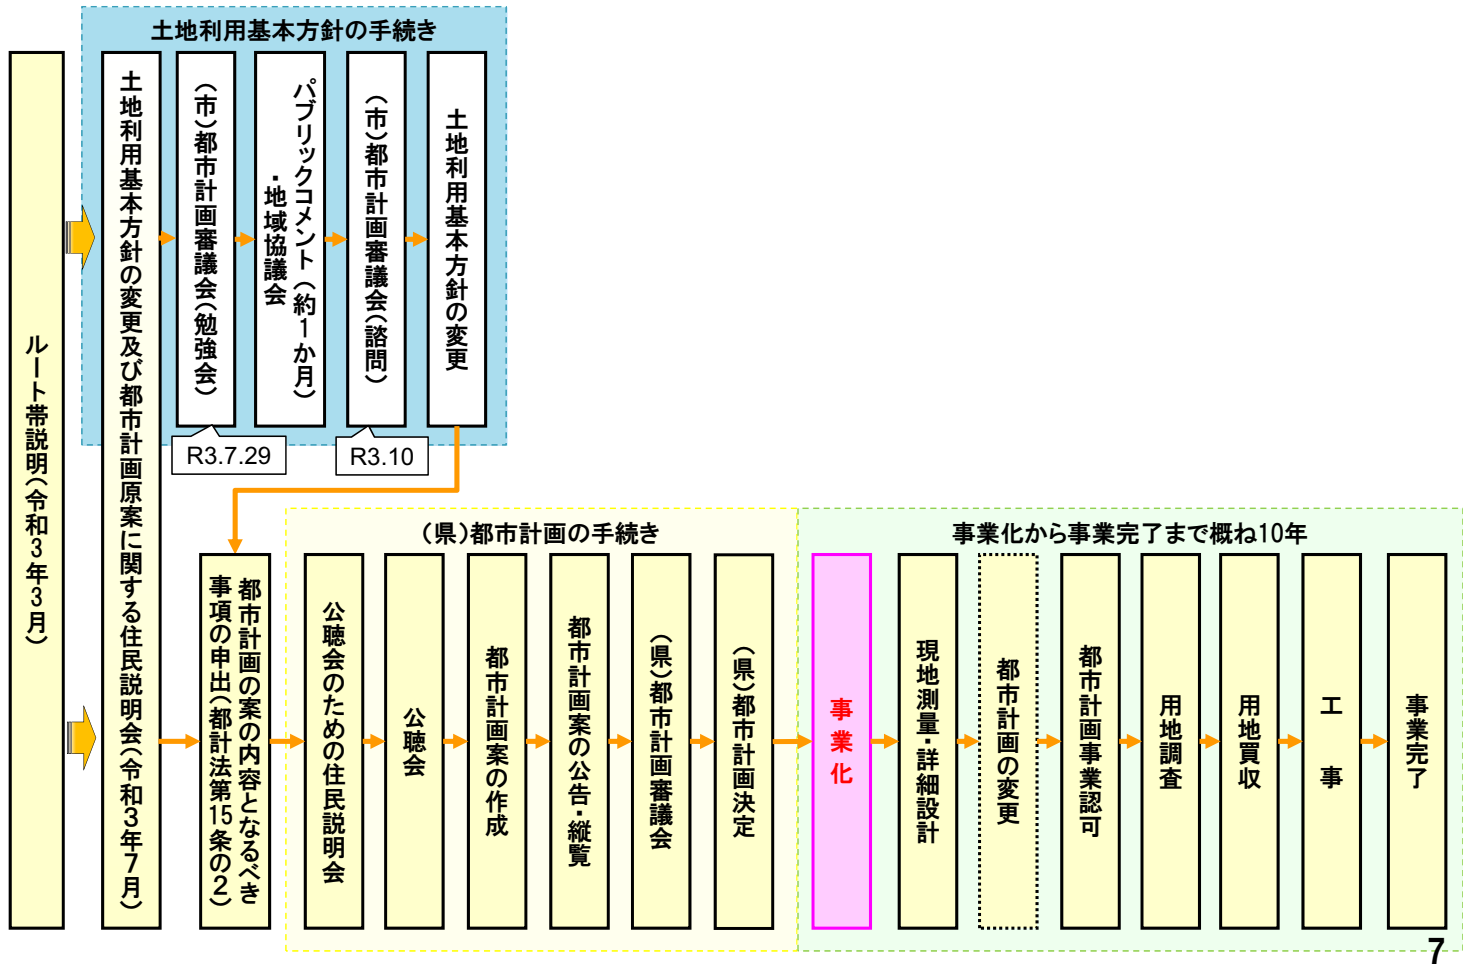 土地利用基本方針の手続き
ルート帯説明（令和３年３月）
土地利用基本方針の変更及び都市計画原案に関する住民説明会（令和３年７月）
（市）都市計画審議会（勉強会）
パブリックコメント（約１か月）
・地域協議会
（市）都市計画審議会（諮問）
土地利用基本方針の変更
R3.7.29
R3.10
都市計画の案の内容となるべき
事項の申出（都計法第15条の２）
（県）都市計画の手続き
公聴会のための住民説明会
公聴会
都市計画案の作成
都市計画案の公告・縦覧
（県）都市計画審議会
（県）都市計画決定
事業化から事業完了まで概ね10年
事業化
現地測量・詳細設計
都市計画の変更
都市計画事業認可
用地調査
用地買収
工　事
事業完了
7